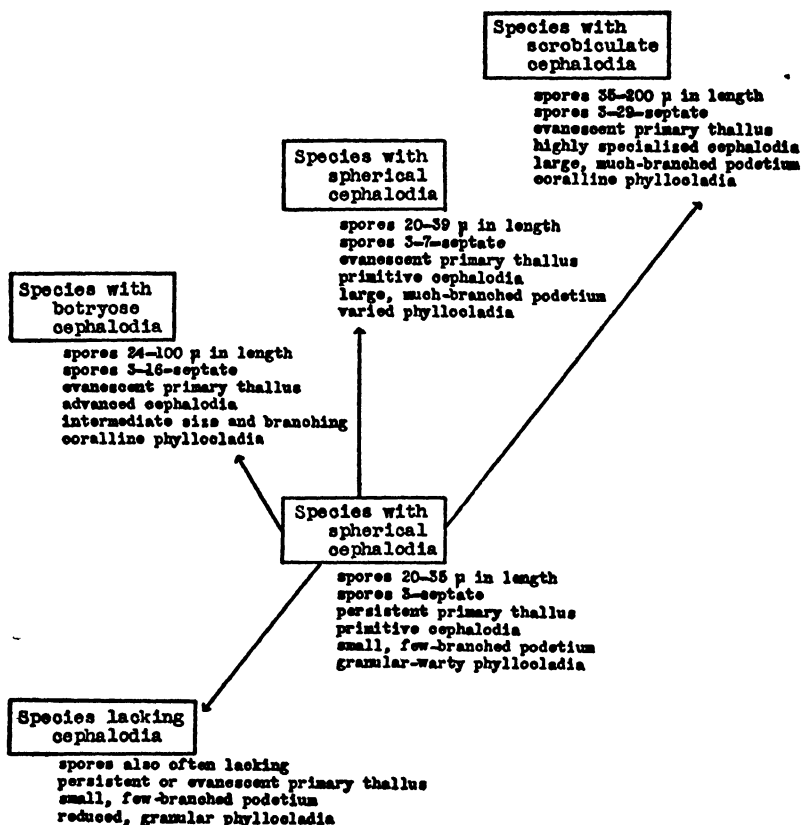 Species with
scrobiculate
cephalodia
spores 35-200 µ in length
spores 3-29-septate
evanescent primary thallus
highly specialized cephalodia
large, much-branched podetium
coralline phyllocladia
Species with
spherical
cephalodia
spores 20-39 µ in length
spores 3-7-septate
evanescent primary thallus
primitive cephalodia
large, much-branched podetium
varied phyllocladia
Species with
botryose
cephalodia
spores 24-100 µ in length
spores 3-16-septate
evanescent primary thallus
advanced cephalodia
intermediate size and branching
coralline phyllocladia
Species with
spherical
cephalodia
spores 20-35 µ in length
spores 3-septate
persistent primary thallus
primitive cephalodia
small, few-branched podetium
granular-warty phyllocladia
Species lacking
cephalodia
spores also often lacking
persistent or evanescent primary thallus
small, few-branched podetium
reduced, granular phyllocladia